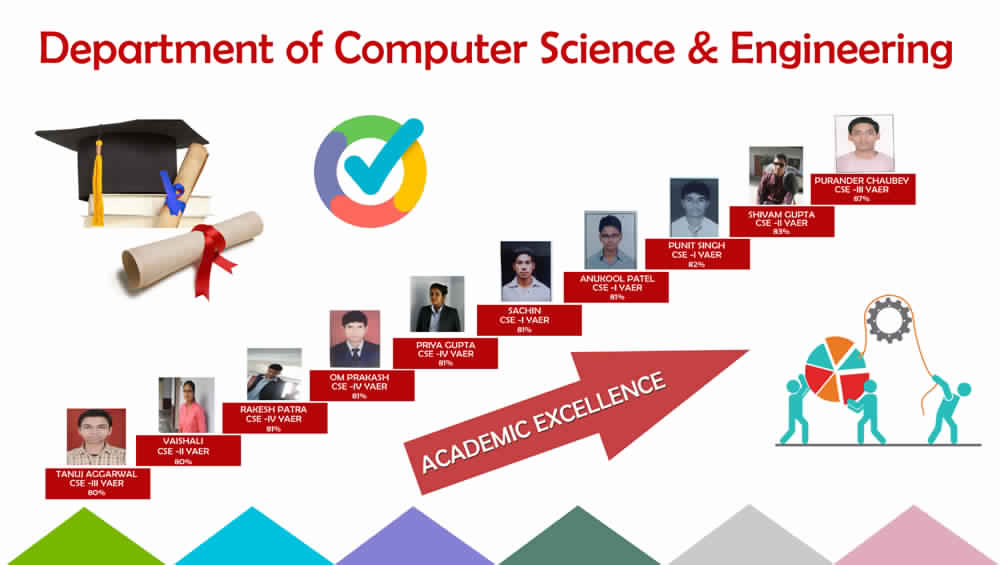 Department of Computer Science & Engineering
PURANDER CHAUBEY
CSE -III YAER
87%
SHIVAM GUPTA
CSE -II YAER
83%
PUNIT SINGH
CSE -I YAER
82%
ANUKOOL PATEL
CSE -I YAER
81%
SACHIN
CSE -I YAER
81%
PRIYA GUPTA
CSE -IV YAER
81%
OM PRAKASH
CSE -IV YAER
81%
RAKESH PATRA
CSE -IV YAER
81%
VAISHALI
CSE -II YAER
80%
TANUJ AGGARWAL
CSE -III YAER
80%
ACADEMIC EXCELLENCE